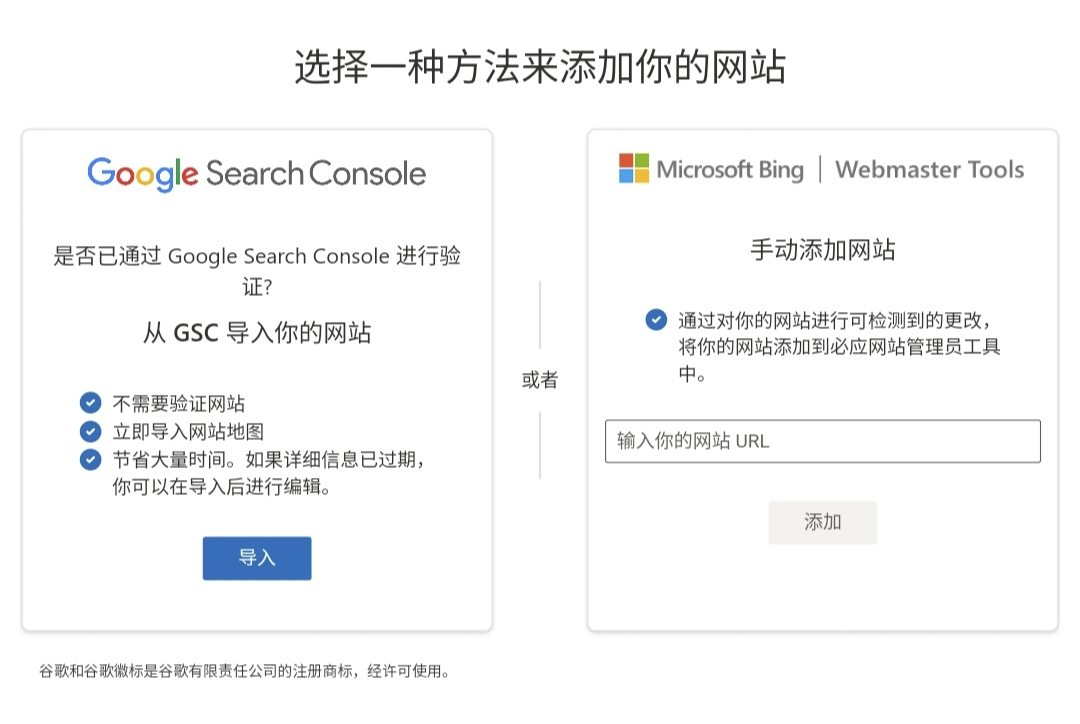 选择一种方法来添加你的网站
Google Search Console
是否已通过 Google Search Console 进行验
证?
从 GSC 导入你的网站
不需要验证网站
立即导入网站地图
节省大量时间。如果详细信息已过期，
你可以在导入后进行编辑。
导入
或者
Microsoft Bing | Webmaster Tools
手动添加网站
通过对你的网站进行可检测到的更改，
将你的网站添加到必应网站管理员工具
中。
输入你的网站 URL
添加
谷歌和谷歌徽标是谷歌有限责任公司的注册商标，经许可使用。